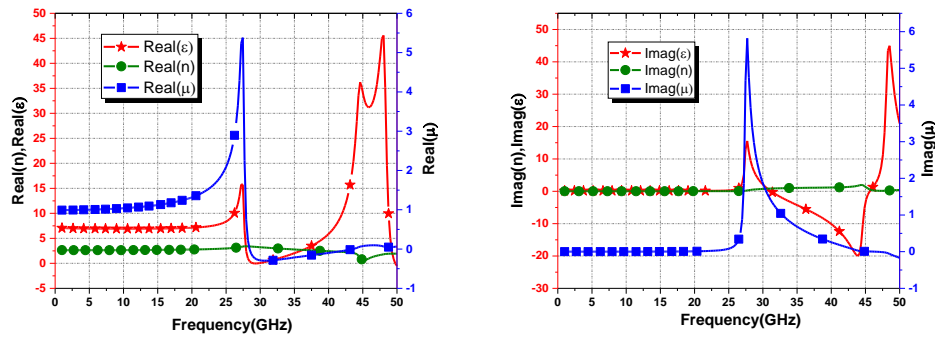 50
45
40
35
30
25
20
15
10
5
0
-5
Real(n),Real(ε)
Real(ε)
Real(n)
Real(μ)
6
5
4
3
2
1
0
-1
Real(μ)
0 5 10 15 20 25 30 35 40 45 50
Frequency(GHz)
50
40
30
20
10
0
-10
-20
-30
Imag(n),Imag(ε)
Imag(ε)
Imag(n)
Imag(μ)
6
5
4
3
2
1
0
-1
Imag(μ)
0 5 10 15 20 25 30 35 40 45 50
Frequency(GHz)